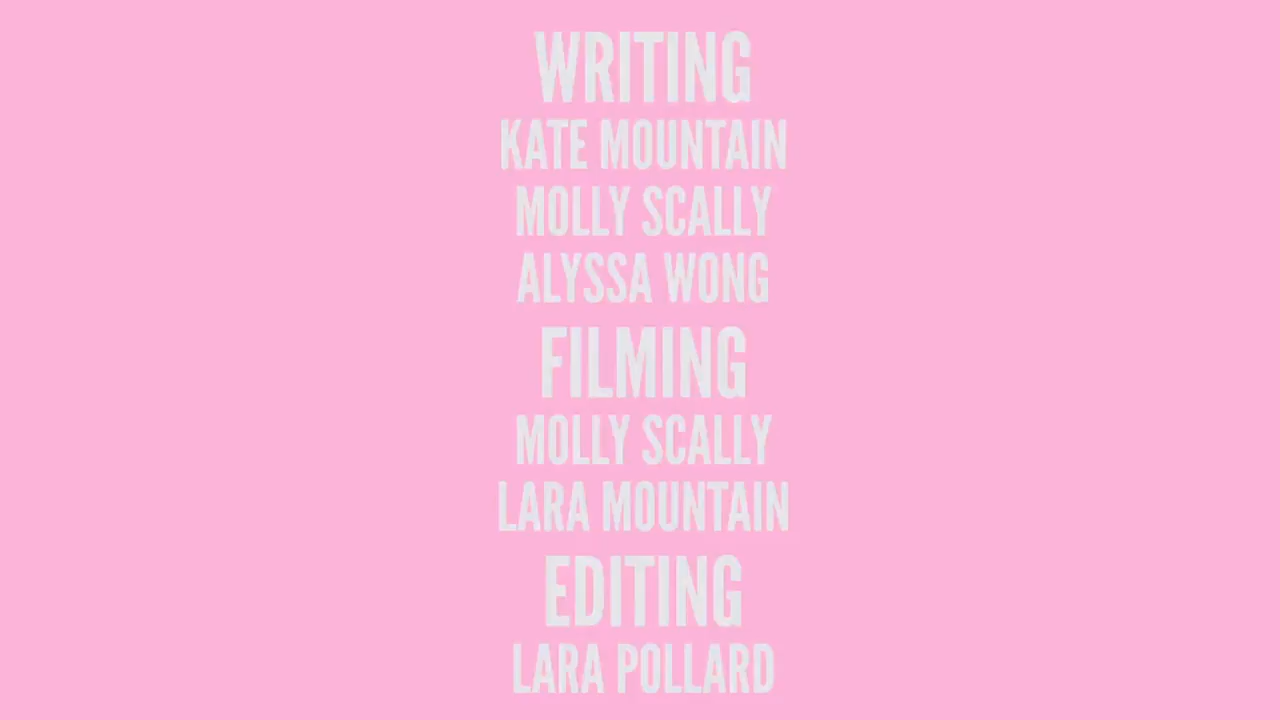 WRITING
KATE MOUNTAIN
MOLLY SCALLY
ALYSSA WONG
FILMING
MOLLY SCALLY
LARA MOUNTAIN
EDITING
LARA POLLARD